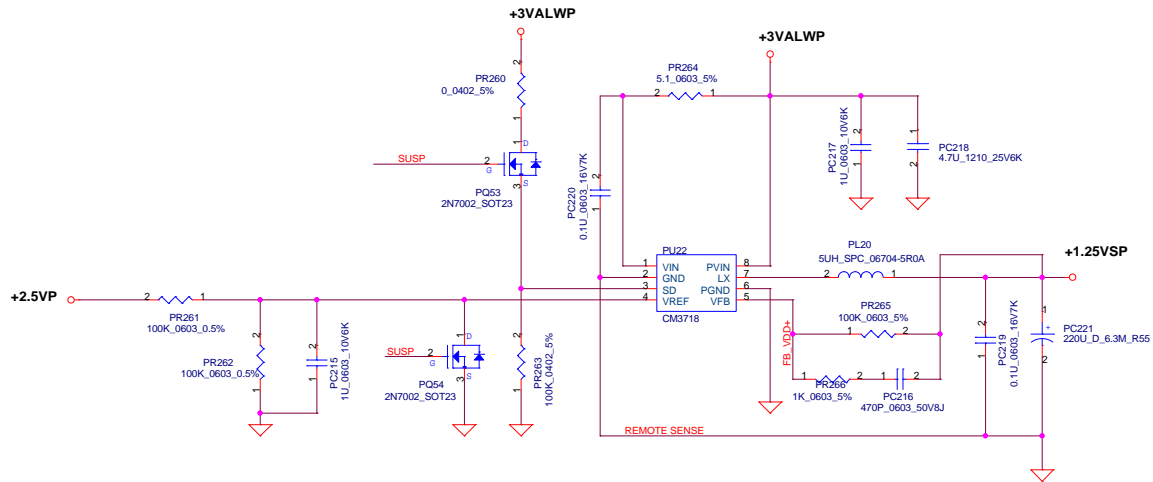 +3VALWP
PR260
0_0402_5%
2
1
SUSP
2
G
1
D
3
S
PQ53
2N7002_SOT23
+3VALWP
PR264
5.1_0603_5%
2
1
PC217
1U_0603_10V6K
2
1
PC218
4.7U_1210_25V6K
1
2
PC220
0.1U_0603_16V7K
2
1
PU22
1 VIN PVIN 8
2 GND LX 7
3 SD PGND 6
4 VREF VFB 5
CM3718
PL20
5UH_SPC_06704-5R0A
2
1
+1.25VSP
+2.5VP
2
1
PR261
100K_0603_0.5%
PR262
100K_0603_0.5%
2
1
PC215
1U_0603_10V6K
2
1
SUSP
2
G
1
D
3
S
PQ54
2N7002_SOT23
PR263
100K_0402_5%
2
1
FB_VDD+
PR265
100K_0603_5%
1
2
PR266
1K_0603_5%
1
2
PC216
470P_0603_50V8J
1
2
PC219
0.1U_0603_16V7K
2
1
PC221
220U_D_6.3M_R55
1
+
2
REMOTE SENSE